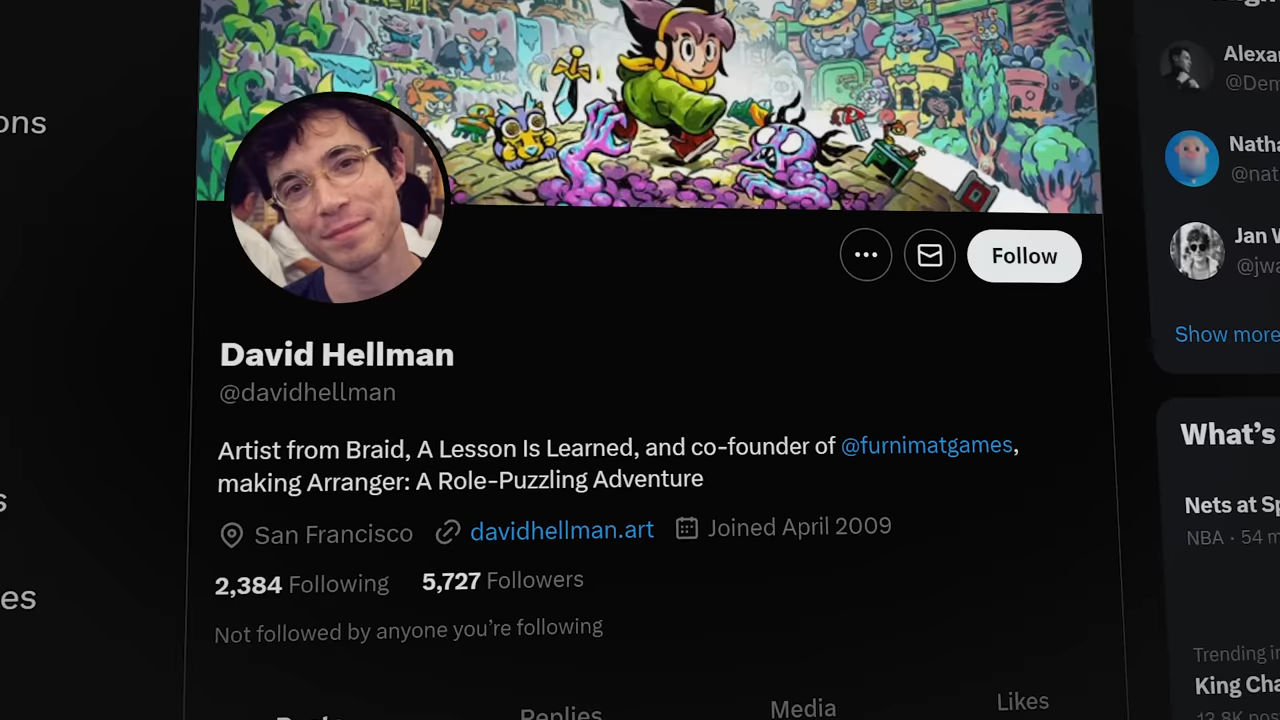 ons
s
es
Follow
David Hellman
@davidhellman
Artist from Braid, A Lesson Is Learned, and co-founder of @furnimatgames,
making Arranger: A Role-Puzzling Adventure
San Francisco davidhellman.art Joined April 2009
2,384 Following 5,727 Followers
Not followed by anyone you’re following
Replies Media Likes
Alexa
@Dem
Natha
@nat
Jan W
@jwa
Show more
What’s
Nets at Sp
NBA · 54 m
Trending in
King Cha